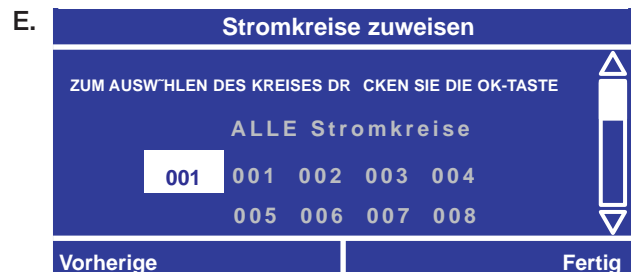 E.
Stromkreise zuweisen
ZUM AUSW¨HLEN DES KREISES DR CKEN SIE DIE OK-TASTE
ALLE Stromkreise
001 001 002 003 004
005 006 007 008
Vorherige Fertig